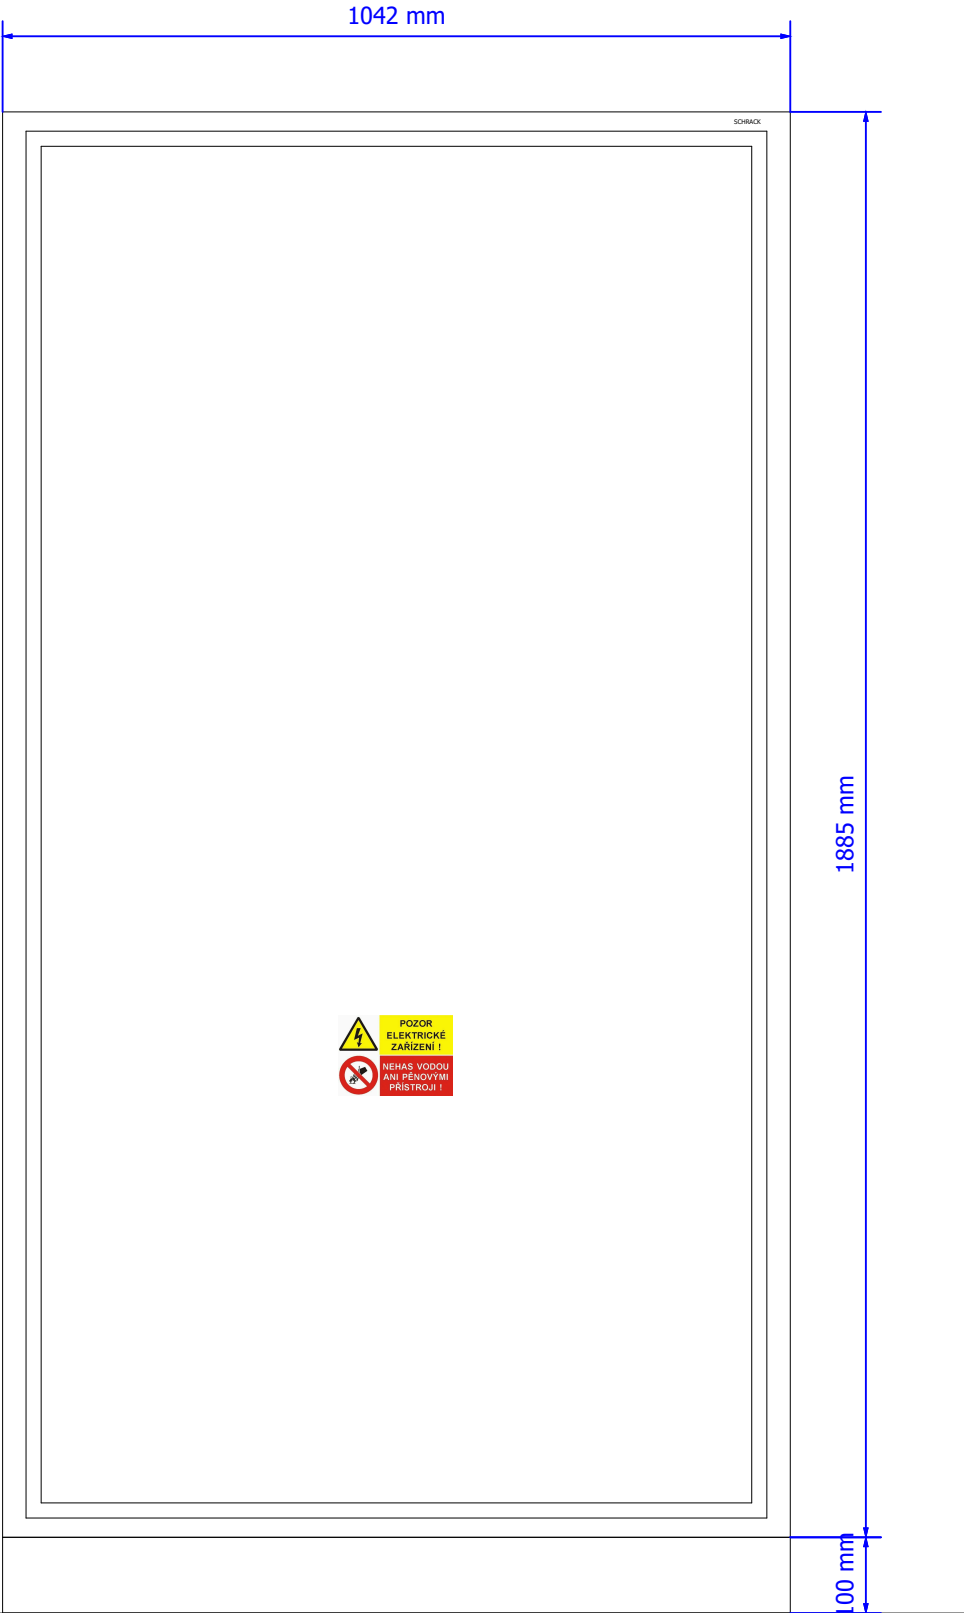 1042 mm
SCHRACK
1885 mm
POZOR
ELEKTRICKÉ
ZAŘÍZENÍ !
NEHAS VODOU
ANI PĚNOVÝMI
PŘÍSTROJI !
100 mm